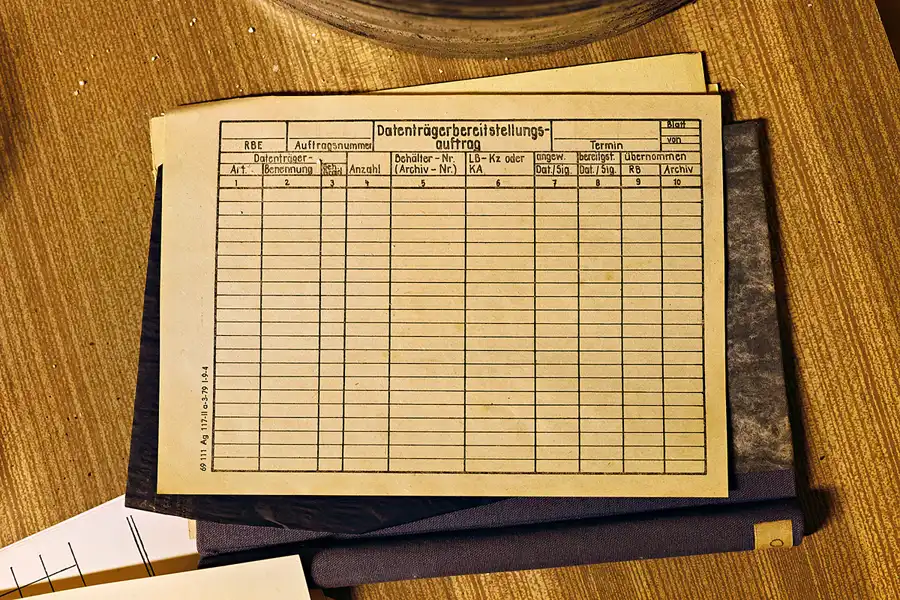 Datenträgerbereitstellungs-
auftrag
RBE
Auftragsnummer
Termin
Blatt
von
Datenträger-
Art.
Benennung
Anzahl
Behälter - Nr.
(Archiv - Nr.)
LB - Kz oder
KA
angew.
Dat./Sig.
bereitgst.
Dat./Sig.
übernommen
RB
Archiv
1 2 3 4 5 6 7 8 9 10
69 111 Ag 117-II a-3-79 I-9-4